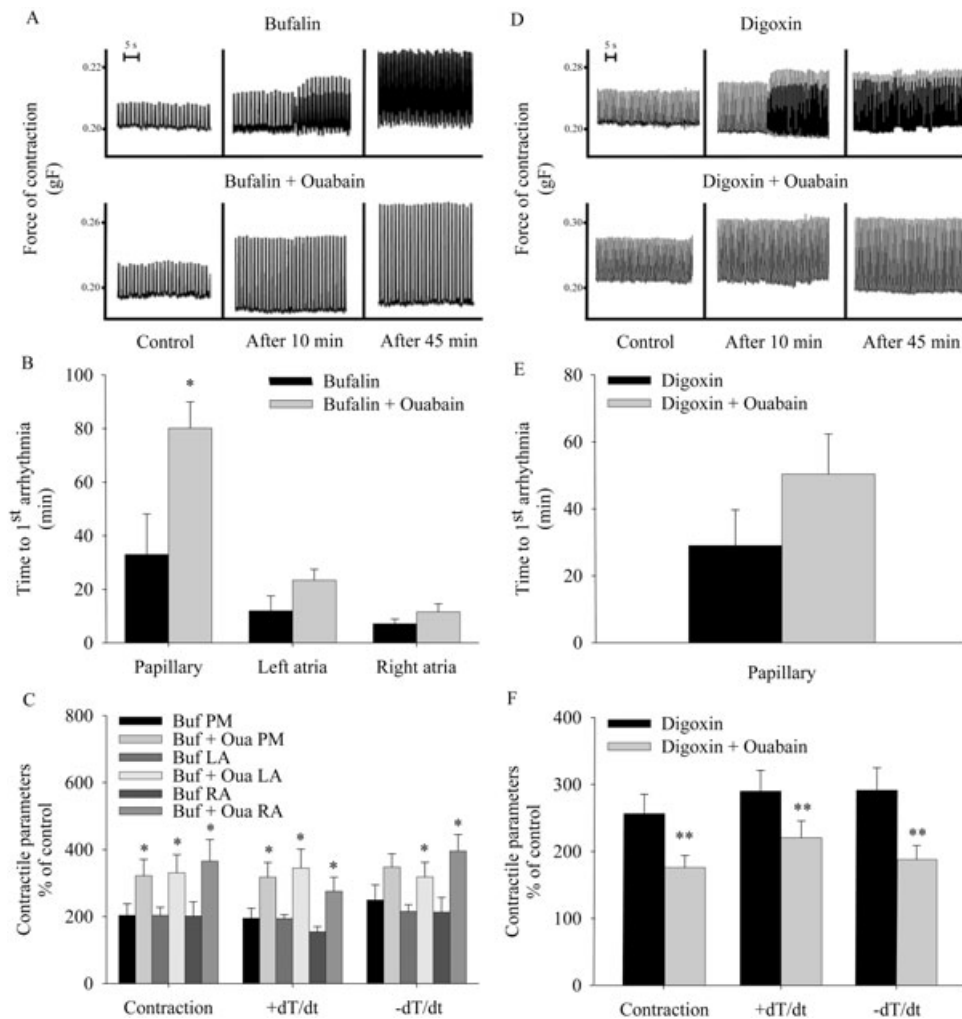 A
Bufalin
5 s
0.22
0.20
Bufalin + Ouabain
0.26
0.20
Force of contraction
(gF)
Control
After 10 min
After 45 min
D
Digoxin
5 s
0.28
0.20
Digoxin + Ouabain
0.30
0.20
Force of contraction
(gF)
Control
After 10 min
After 45 min
B
Time to 1st arrhythmia
(min)
100
80
60
40
20
0
*
Bufalin
Bufalin + Ouabain
Papillary
Left atria
Right atria
E
Time to 1st arrhythmia
(min)
80
60
40
20
0
Digoxin
Digoxin + Ouabain
Papillary
C
Contractile parameters
% of control
800
600
400
200
0
Buf PM
Buf + Oua PM
Buf LA
Buf + Oua LA
Buf RA
Buf + Oua RA
* * * * * * * *
Contraction
+dT/dt
-dT/dt
F
Contractile parameters
% of control
400
300
200
100
0
Digoxin
Digoxin + Ouabain
** ** **
Contraction
+dT/dt
-dT/dt